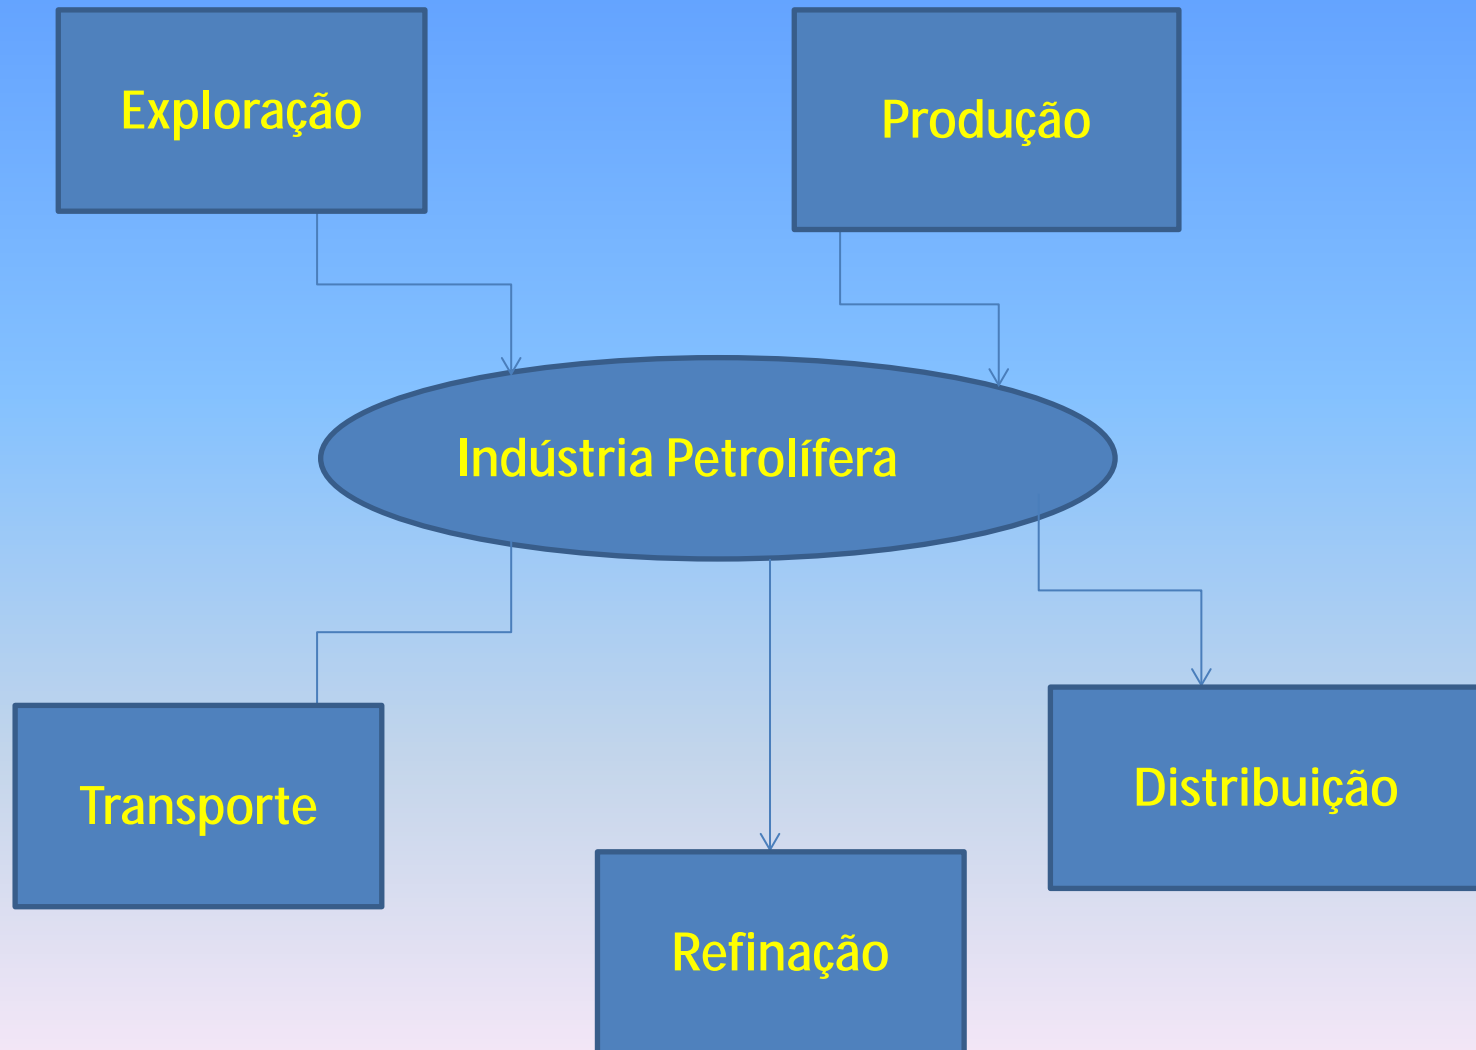 Exploração
Produção
Indústria Petrolífera
Transporte
Distribuição
Refinação